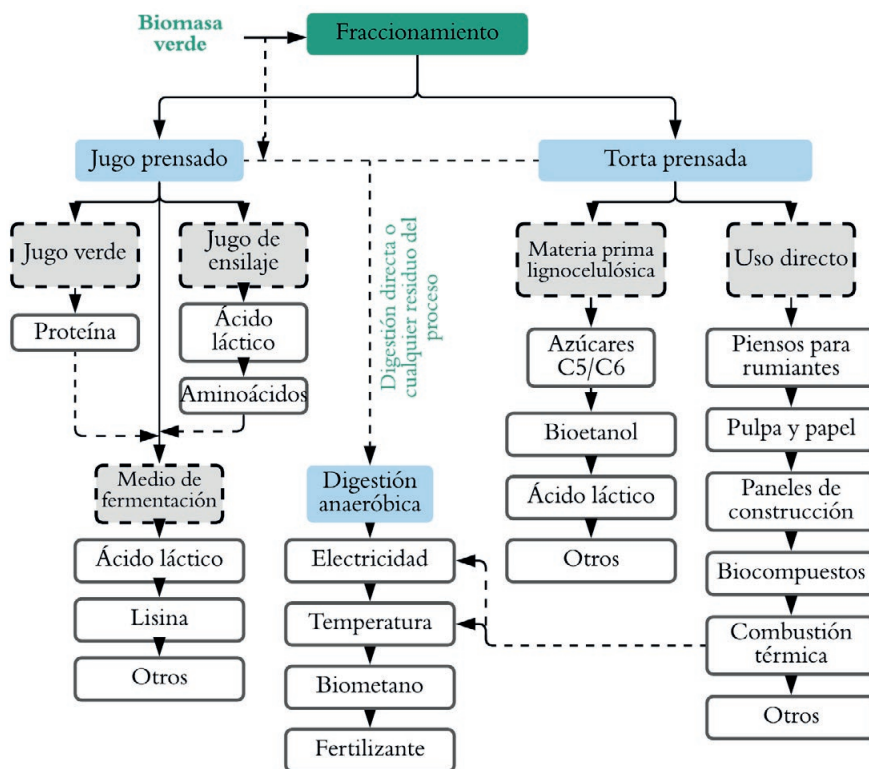 Biomasa
verde
Fraccionamiento
Jugo prensado
Torta prensada
Jugo verde
Jugo de
ensilaje
Proteína
Ácido
láctico
Aminoácidos
Medio de
fermentación
Ácido láctico
Lisina
Otros
Digestión directa o
cualquier residuo del
proceso
Digestión
anaeróbica
Electricidad
Temperatura
Biometano
Fertilizante
Materia prima
lignocelulósica
Azúcares
C5/C6
Bioetanol
Ácido láctico
Otros
Uso directo
Piensos para
rumiantes
Pulpa y papel
Paneles de
construcción
Biocompuestos
Combustión
térmica
Otros